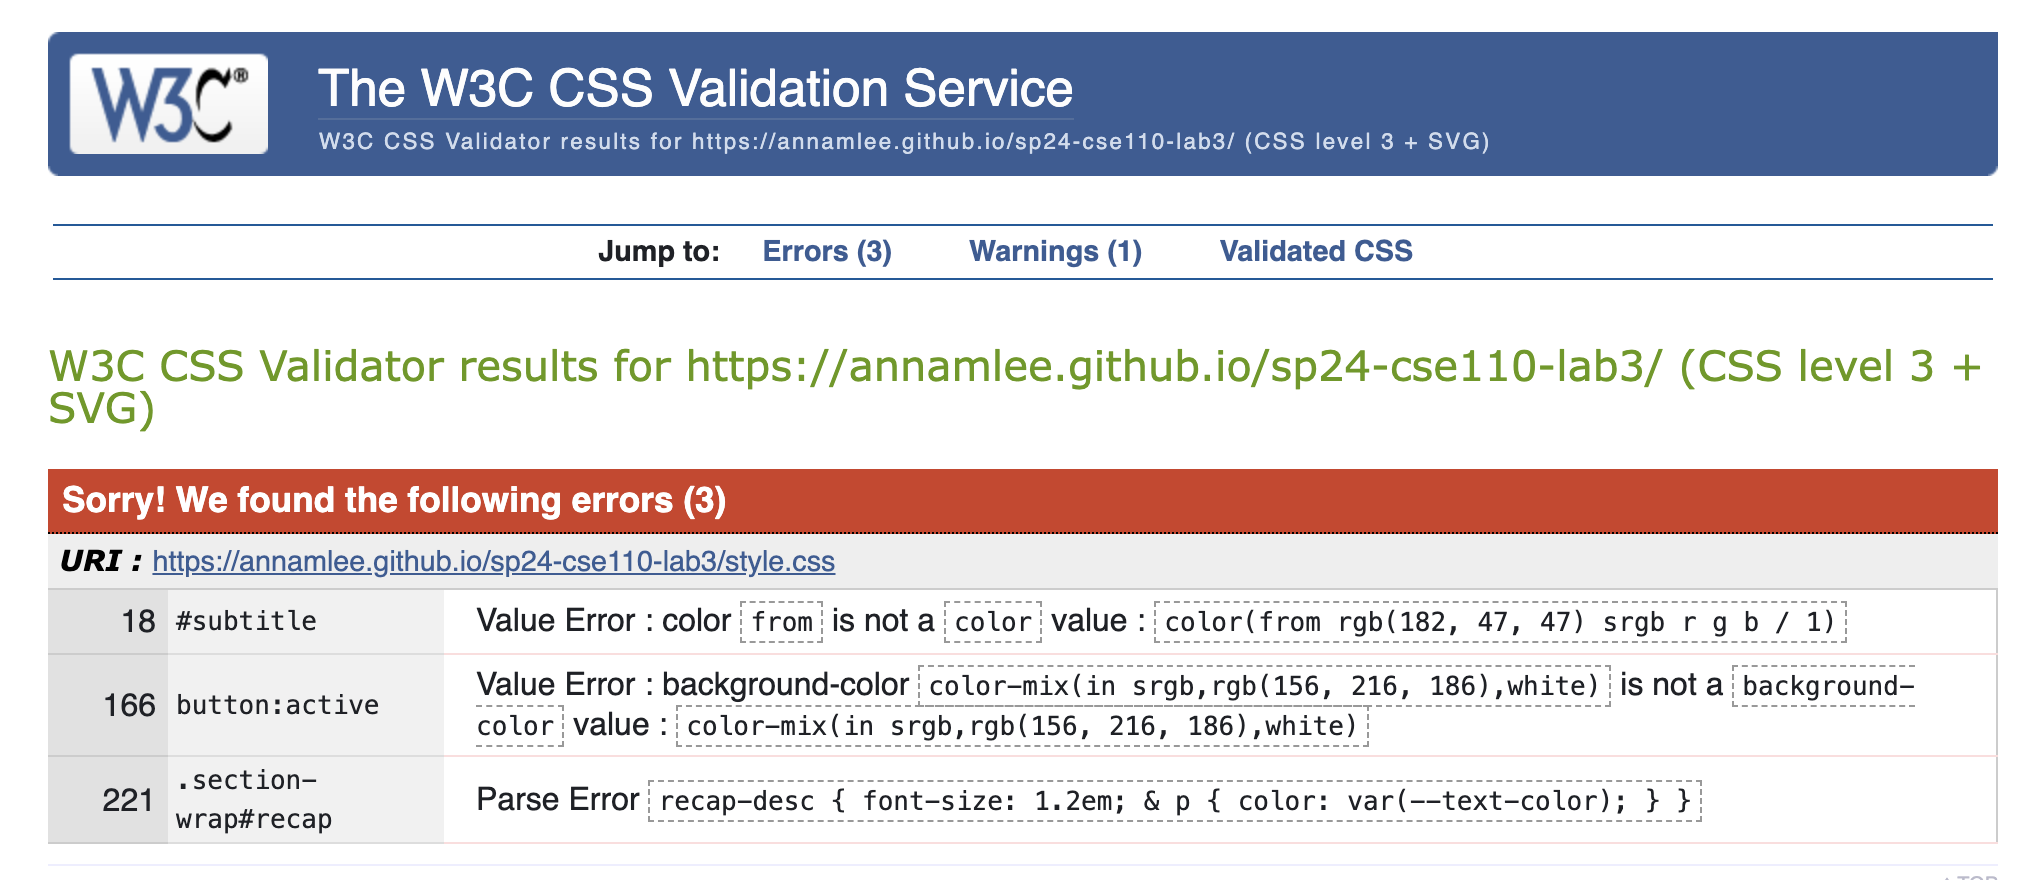 W3C®
The W3C CSS Validation Service
W3C CSS Validator results for https://annamlee.github.io/sp24-cse110-lab3/ (CSS level 3 + SVG)
Jump to: Errors (3) Warnings (1) Validated CSS
W3C CSS Validator results for https://annamlee.github.io/sp24-cse110-lab3/ (CSS level 3 +
SVG)
Sorry! We found the following errors (3)
URI : https://annamlee.github.io/sp24-cse110-lab3/style.css
18 #subtitle Value Error : color from is not a color value : color(from rgb(182, 47, 47) srgb r g b / 1)
166 button:active Value Error : background-color color-mix(in srgb,rgb(156, 216, 186),white) is not a background-
color value : color-mix(in srgb,rgb(156, 216, 186),white)
221 .section-
wrap#recap Parse Error recap-desc { font-size: 1.2em; & p { color: var(--text-color); } }